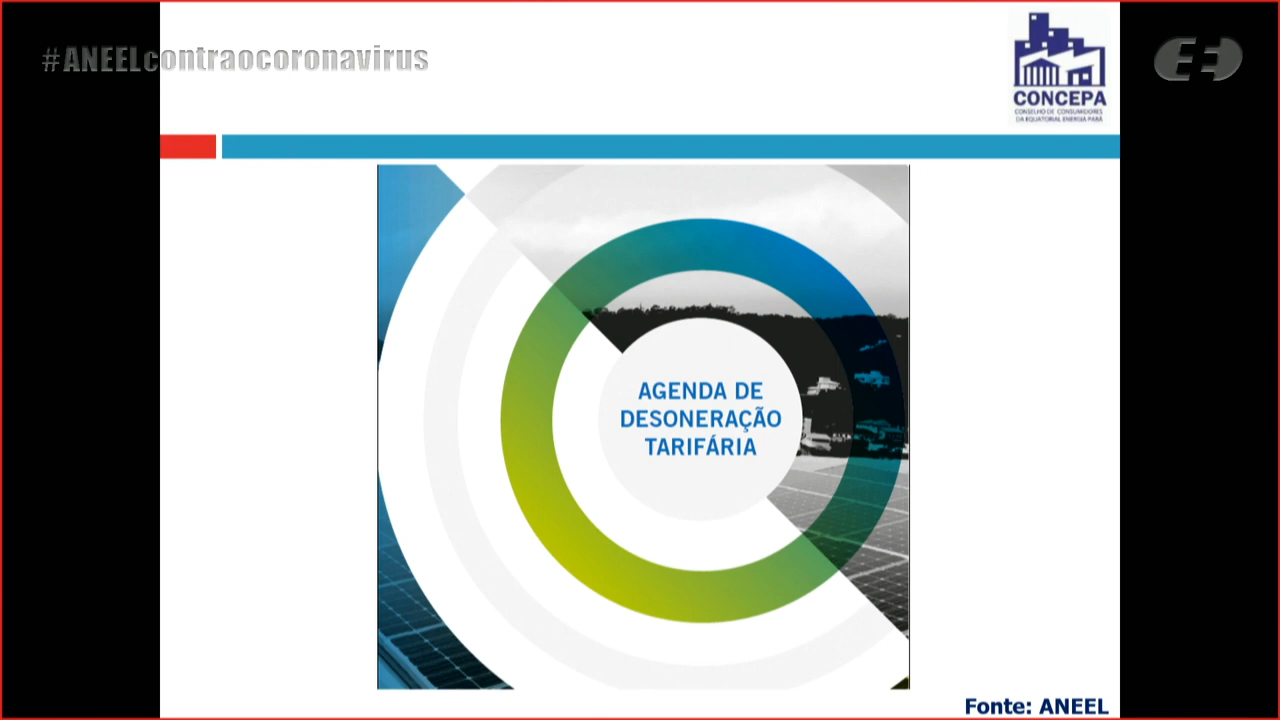 #ANEELcontraocoronavirus
CONCEPA
CONSELHO DE CONSUMIDORES
DA EQUATORIAL ENERGIA PARÁ
AGENDA DE
DESONERAÇÃO
TARIFÁRIA
Fonte: ANEEL